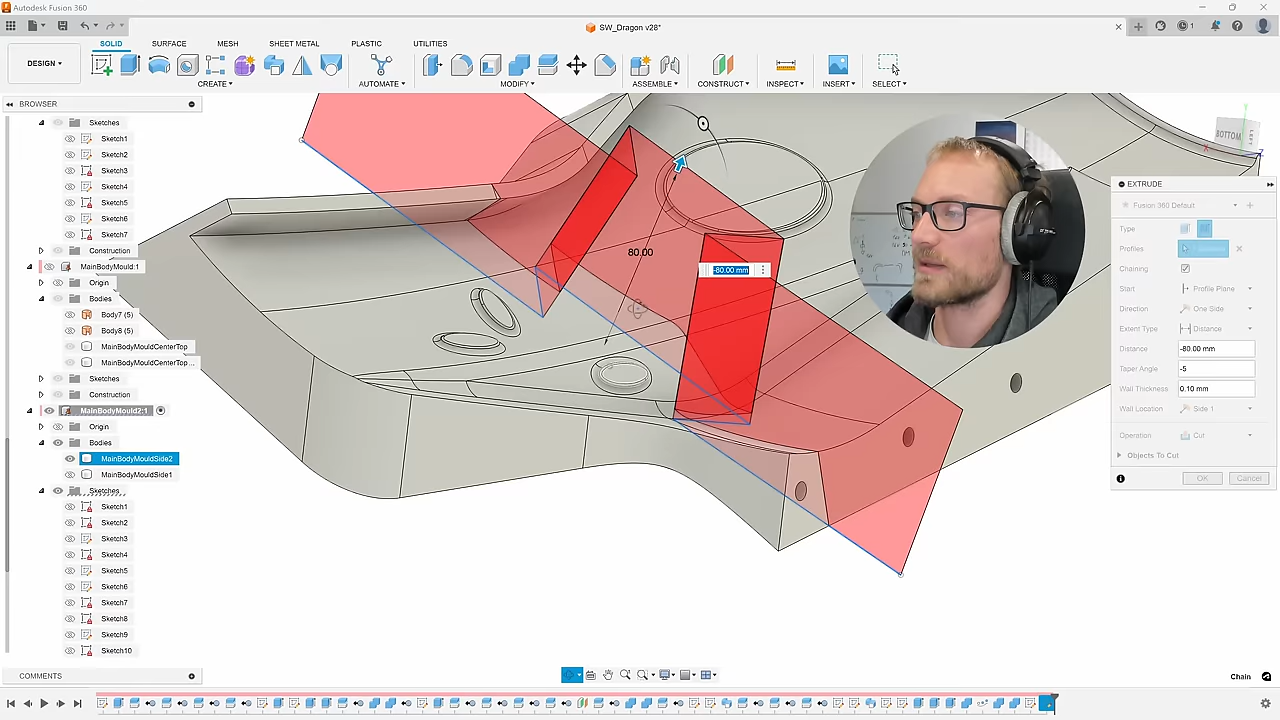 Autodesk Fusion 360
SW_Dragon v28*
1
DESIGN
SOLID
SURFACE
MESH
SHEET METAL
PLASTIC
UTILITIES
CREATE
AUTOMATE
MODIFY
ASSEMBLE
CONSTRUCT
INSPECT
INSERT
SELECT
BROWSER
Sketches
Sketch1
Sketch2
Sketch3
Sketch4
Sketch5
Sketch6
Sketch7
Construction
MainBodyMould:1
Origin
Bodies
Body7 (5)
Body8 (5)
MainBodyMouldCenterTop
MainBodyMouldCenterTop...
Sketches
Construction
MainBodyMould2:1
Origin
Bodies
MainBodyMouldSide2
MainBodyMouldSide1
Sketches
Sketch1
Sketch2
Sketch3
Sketch4
Sketch5
Sketch6
Sketch7
Sketch8
Sketch9
Sketch10
COMMENTS
80.00
-80.00 mm
BOTTOM
LEFT
X
Z
EXTRUDE
Fusion 360 Default
Type
Profiles
Chaining
Start
Profile Plane
Direction
One Side
Extent Type
Distance
Distance
-80.00 mm
Taper Angle
-5
Wall Thickness
0.10 mm
Wall Location
Side 1
Operation
Cut
Objects To Cut
OK
Cancel
Chain